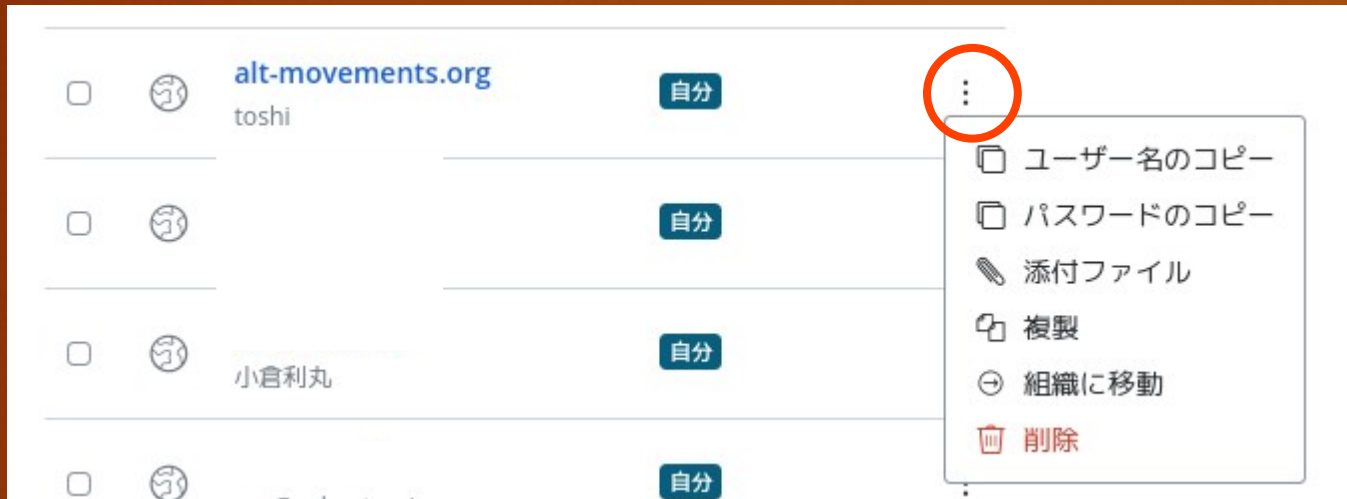 alt-movements.org
toshi
自分
ユーザー名のコピー
パスワードのコピー
自分
添付ファイル
複製
自分
小倉利丸
組織に移動
削除
自分